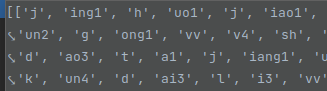 [['j', 'ing1', 'h', 'uo1', 'j', 'iao1',
'un2', 'g', 'ong1', 'vv', 'v4', 'sh',
'd', 'ao3', 't', 'a1', 'j', 'iang1', 'u
'k', 'un4', 'd', 'ai3', 'l', 'i3', 'vv'